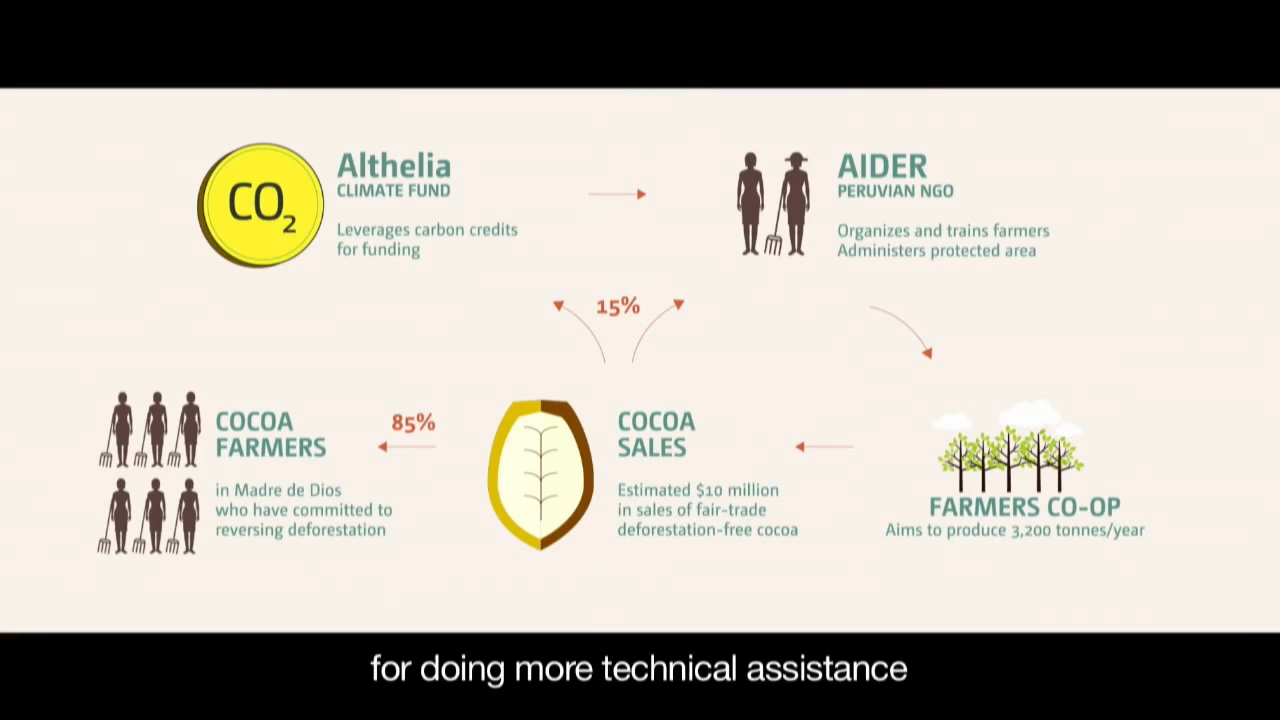 CO2
Althelia
CLIMATE FUND
Leverages carbon credits
for funding
AIDER
PERUVIAN NGO
Organizes and trains farmers
Administers protected area
15%
COCOA
FARMERS
in Madre de Dios
who have committed to
reversing deforestation
85%
COCOA
SALES
Estimated $10 million
in sales of fair-trade
deforestation-free cocoa
FARMERS CO-OP
Aims to produce 3,200 tonnes/year
for doing more technical assistance